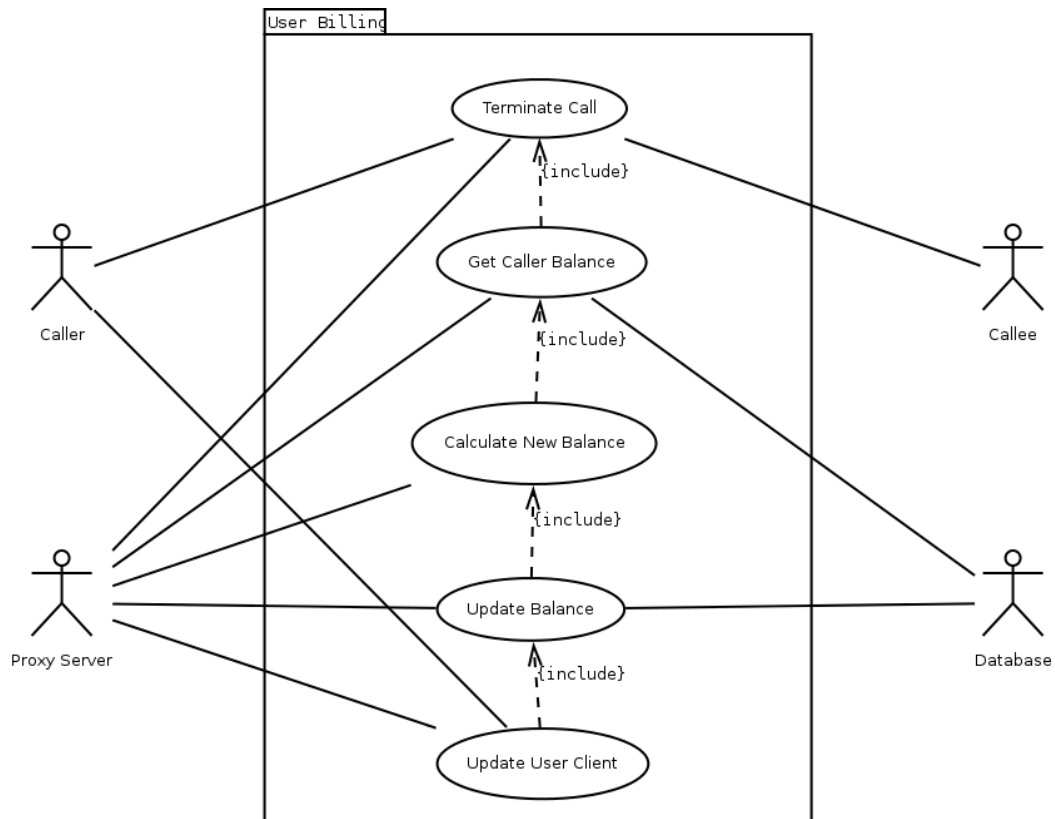 User Billing
Terminate Call
{include}
Get Caller Balance
Caller
Callee
{include}
Calculate New Balance
{include}
Update Balance
Proxy Server
Database
{include}
Update User Client